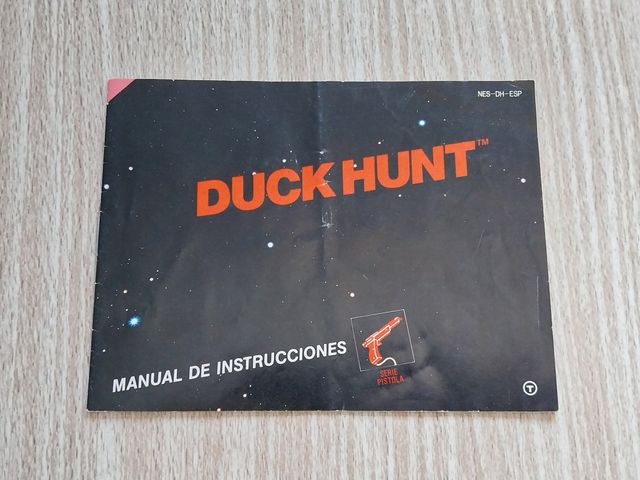 NES-DH-ESP
DUCK HUNT™
MANUAL DE INSTRUCCIONES
SERIE
PISTOLA
T